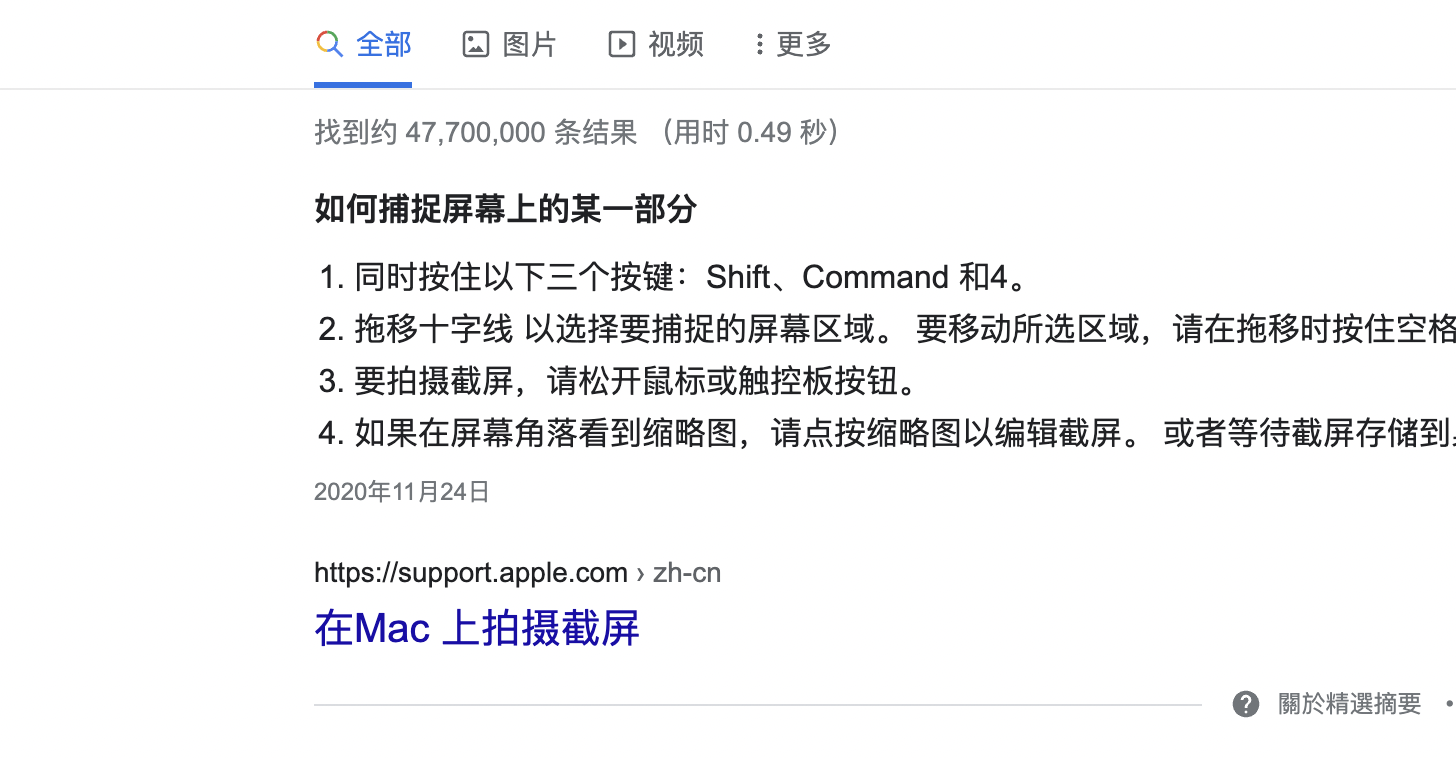 全部 图片 视频 更多
找到约 47,700,000 条结果 （用时 0.49 秒）
如何捕捉屏幕上的某一部分
1. 同时按住以下三个按键：Shift、Command 和4。
2. 拖移十字线 以选择要捕捉的屏幕区域。 要移动所选区域，请在拖移时按住空格
3. 要拍摄截屏，请松开鼠标或触控板按钮。
4. 如果在屏幕角落看到缩略图，请点按缩略图以编辑截屏。 或者等待截屏存储到
2020年11月24日
https://support.apple.com › zh-cn
在Mac 上拍摄截屏
關於精選摘要 •